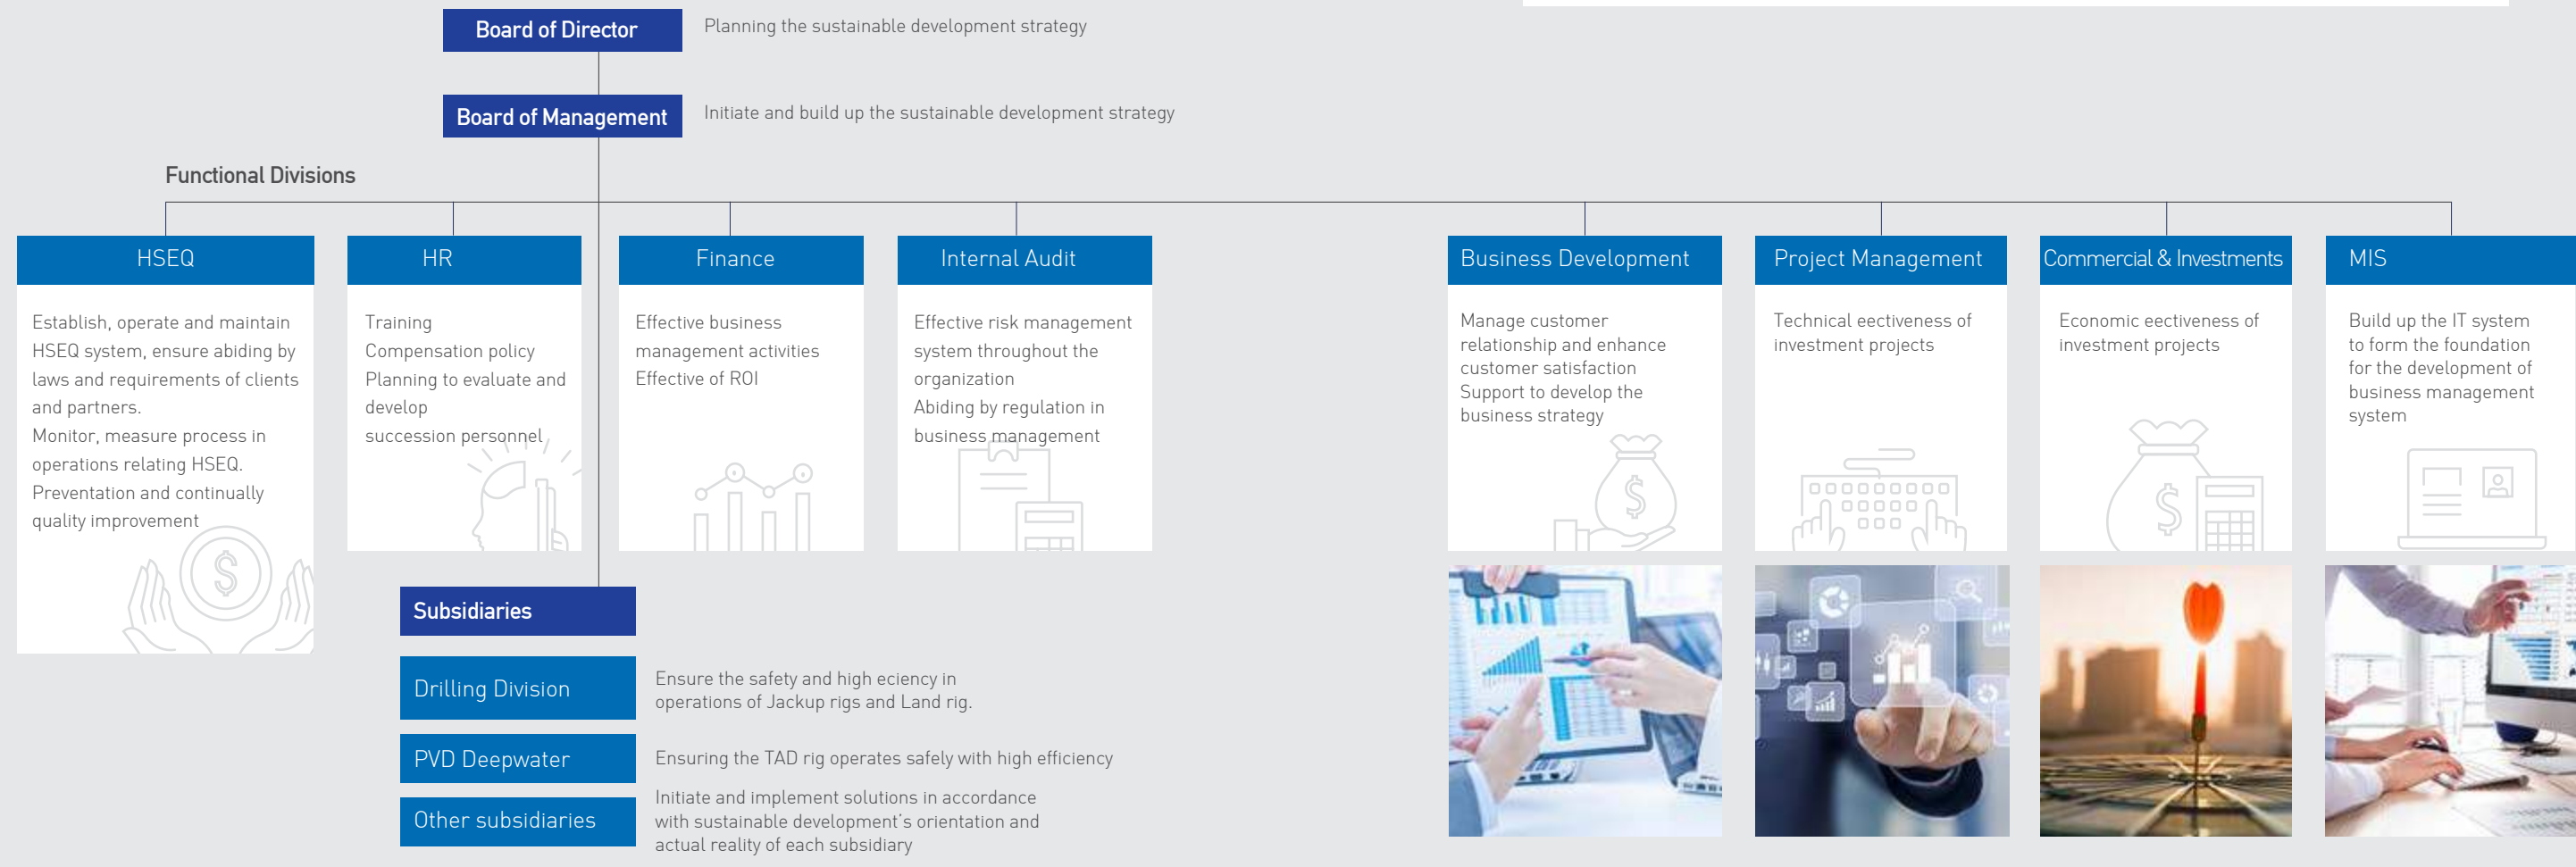 Board of Director
Planning the sustainable development strategy
Board of Management
Initiate and build up the sustainable development strategy
Functional Divisions
HSEQ
Establish, operate and maintain
HSEQ system, ensure abiding by
laws and requirements of clients
and partners.
Monitor, measure process in
operations relating HSEQ.
Preventation and continually
quality improvement
HR
Training
Compensation policy
Planning to evaluate and
develop
succession personnel
Finance
Effective business
management activities
Effective of ROI
Internal Audit
Effective risk management
system throughout the
organization
Abiding by regulation in
business management
Business Development
Manage customer
relationship and enhance
customer satisfaction
Support to develop the
business strategy
Project Management
Technical eectiveness of
investment projects
Commercial & Investments
Economic eectiveness of
investment projects
MIS
Build up the IT system
to form the foundation
for the development of
business management
system
Subsidiaries
Drilling Division
Ensure the safety and high eciency in
operations of Jackup rigs and Land rig.
PVD Deepwater
Ensuring the TAD rig operates safely with high efficiency
Other subsidiaries
Initiate and implement solutions in accordance
with sustainable development's orientation and
actual reality of each subsidiary